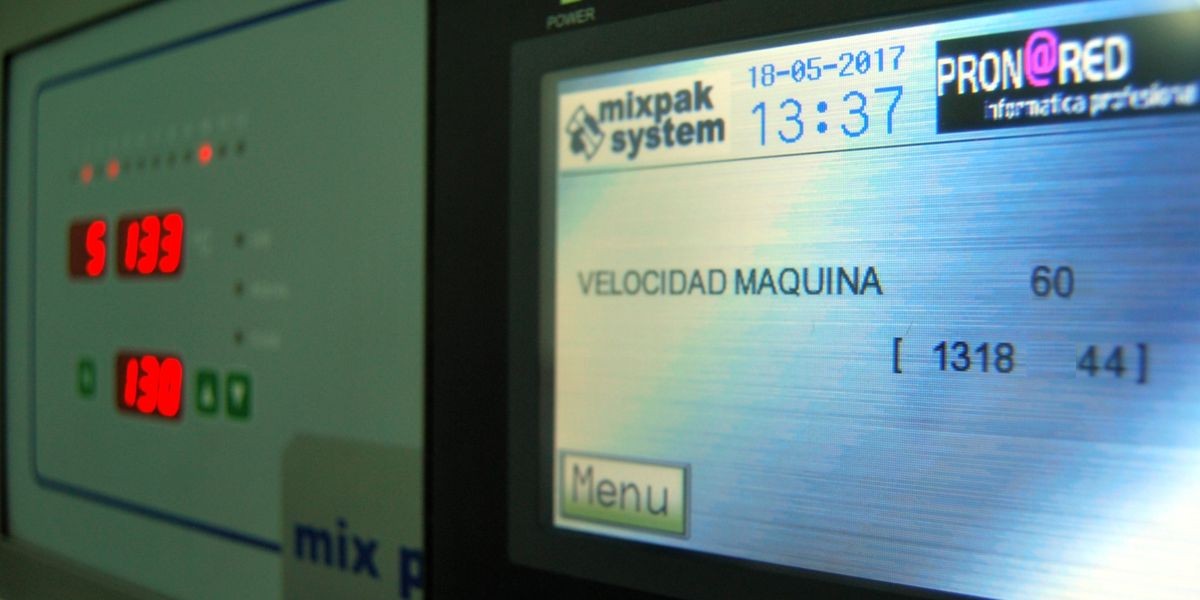 POWER
mixpak
system
18-05-2017
13:37
PRON@RED
informatica profesional
VELOCIDAD MAQUINA 60
[ 1318 44]
Menu
5 133
130
mix p